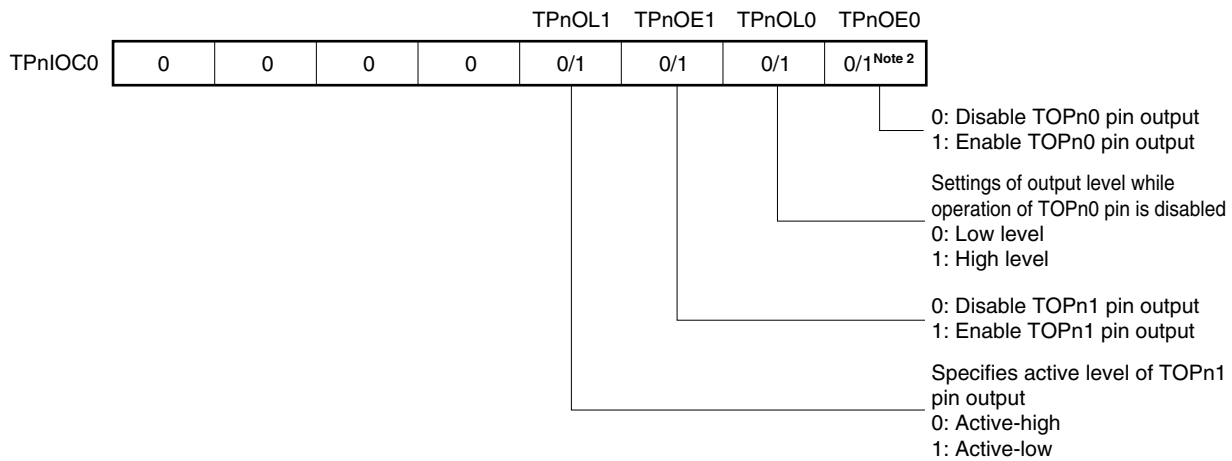 TPnOL1 TPnOE1 TPnOL0 TPnOE0
TPnIOC0 0 0 0 0 0/1 0/1 0/1 0/1Note 2
0: Disable TOPn0 pin output
1: Enable TOPn0 pin output
Settings of output level while
operation of TOPn0 pin is disabled
0: Low level
1: High level
0: Disable TOPn1 pin output
1: Enable TOPn1 pin output
Specifies active level of TOPn1
pin output
0: Active-high
1: Active-low